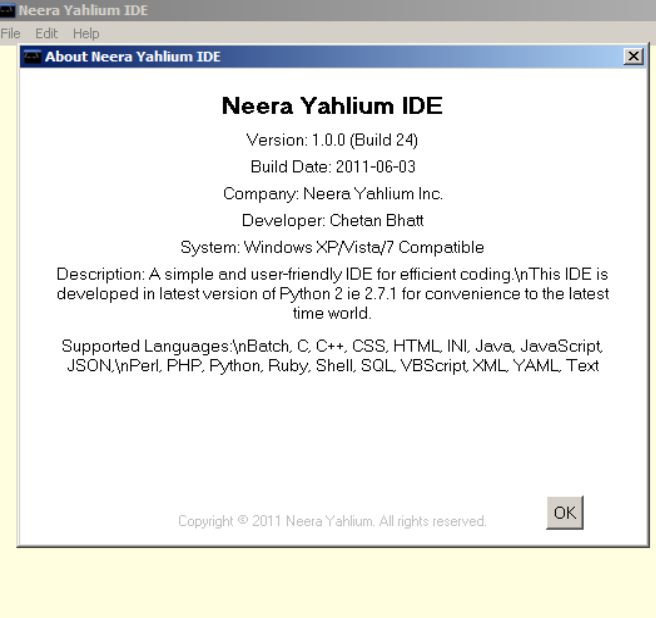 Neera Yahlium IDE
File Edit Help
About Neera Yahlium IDE
Neera Yahlium IDE
Version: 1.0.0 (Build 24)
Build Date: 2011-06-03
Company: Neera Yahlium Inc.
Developer: Chetan Bhatt
System: Windows XP/Vista/7 Compatible
Description: A simple and user-friendly IDE for efficient coding.\nThis IDE is
developed in latest version of Python 2 ie 2.7.1 for convenience to the latest
time world.
Supported Languages:\nBatch, C, C++, CSS, HTML, INI, Java, JavaScript,
JSON,\nPerl, PHP, Python, Ruby, Shell, SQL, VBScript, XML, YAML, Text
OK
Copyright © 2011 Neera Yahlium. All rights reserved.